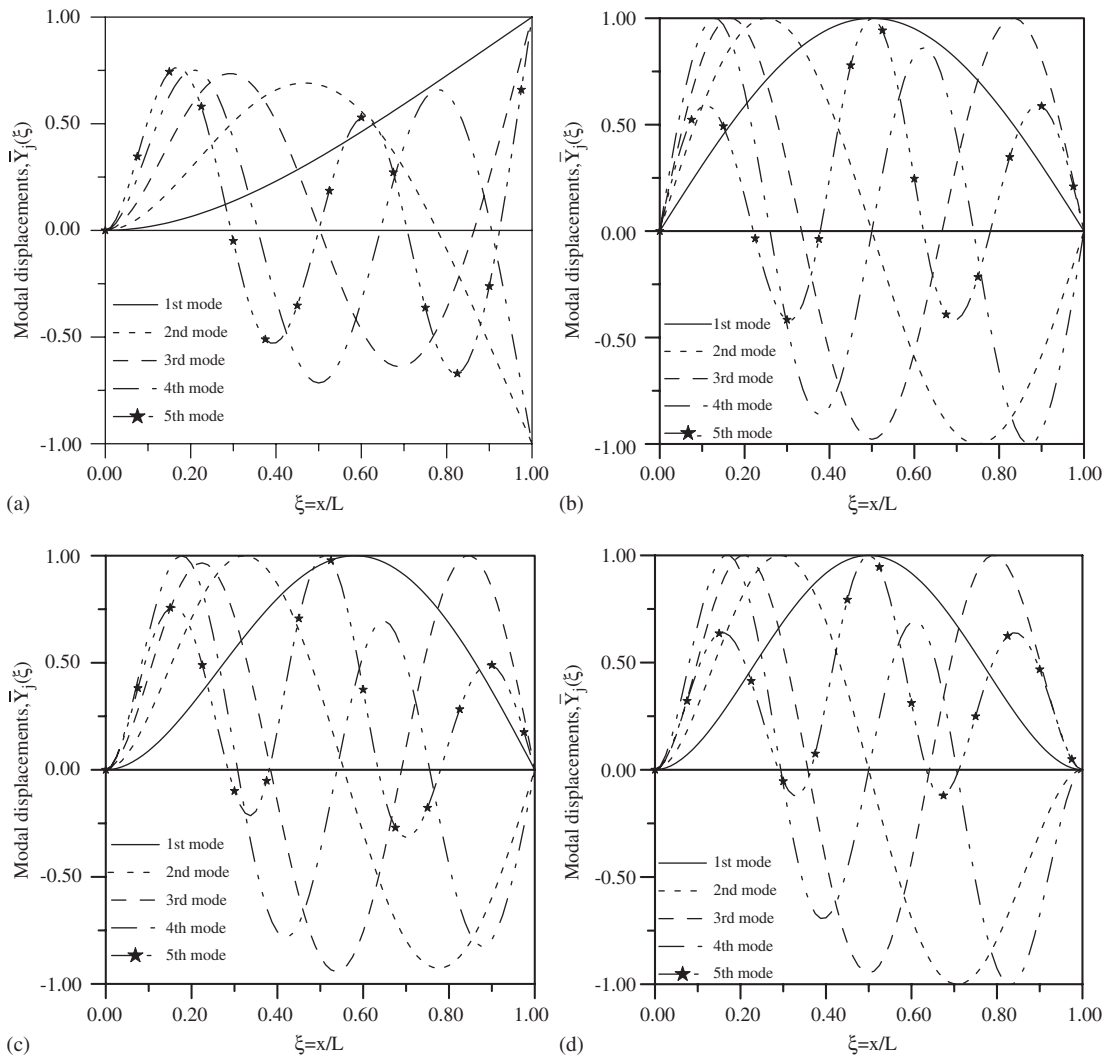 1.00
0.50
0.00
-0.50
-1.00
Modal displacements, Y̅j(ξ)
1st mode
2nd mode
3rd mode
4th mode
5th mode
0.00 0.20 0.40 0.60 0.80 1.00
ξ=x/L
(a)
1.00
0.50
0.00
-0.50
-1.00
Modal displacements, Y̅j(ξ)
1st mode
2nd mode
3rd mode
4th mode
5th mode
0.00 0.20 0.40 0.60 0.80 1.00
ξ=x/L
(b)
1.00
0.50
0.00
-0.50
-1.00
Modal displacements, Y̅j(ξ)
1st mode
2nd mode
3rd mode
4th mode
5th mode
0.00 0.20 0.40 0.60 0.80 1.00
ξ=x/L
(c)
1.00
0.50
0.00
-0.50
-1.00
Modal displacements, Y̅j(ξ)
1st mode
2nd mode
3rd mode
4th mode
5th mode
0.00 0.20 0.40 0.60 0.80 1.00
ξ=x/L
(d)